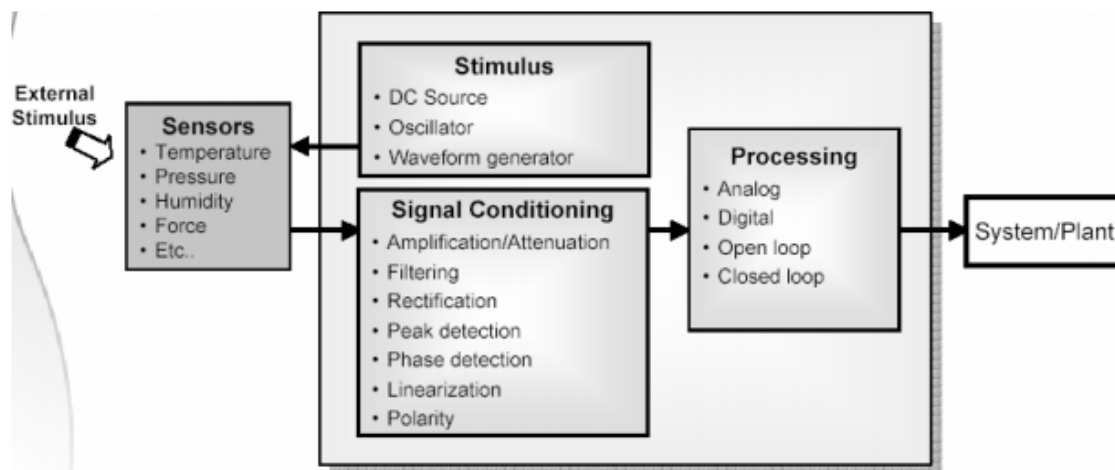 External
Stimulus
Sensors
• Temperature
• Pressure
• Humidity
• Force
• Etc..
Stimulus
• DC Source
• Oscillator
• Waveform generator
Signal Conditioning
• Amplification/Attenuation
• Filtering
• Rectification
• Peak detection
• Phase detection
• Linearization
• Polarity
Processing
• Analog
• Digital
• Open loop
• Closed loop
System/Plant